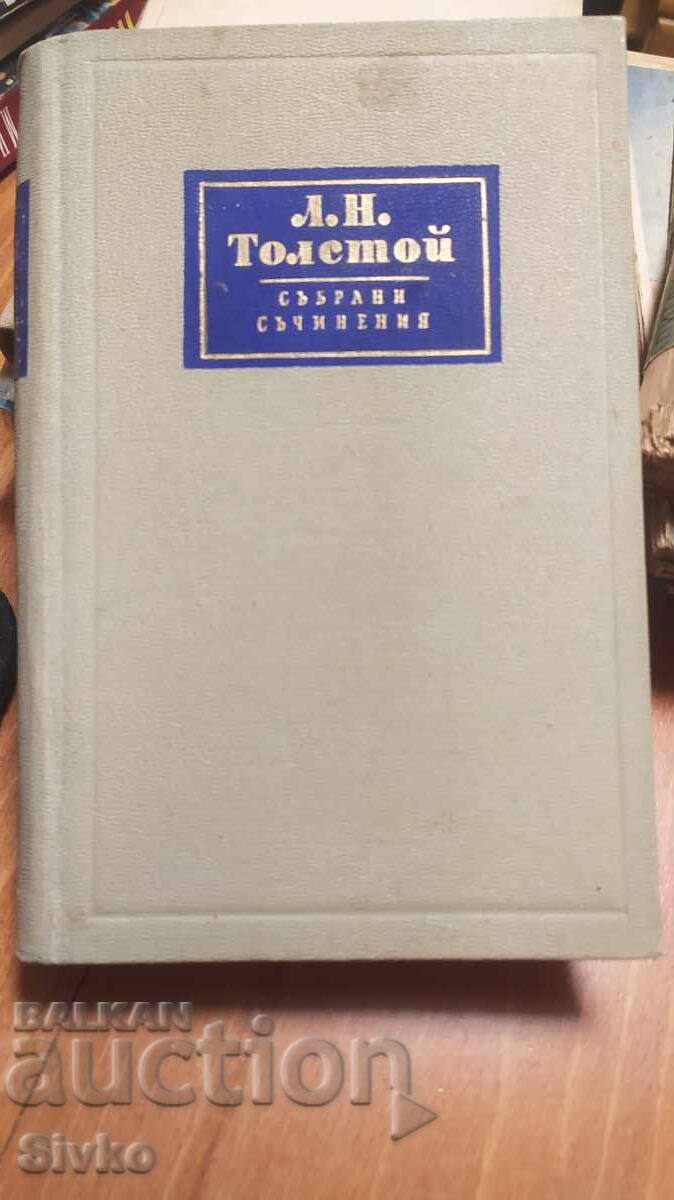 Л.Н.
Толстой
СЪБРАНИ
СЪЧИНЕНИЯ
BALKAN
auction
Sivko